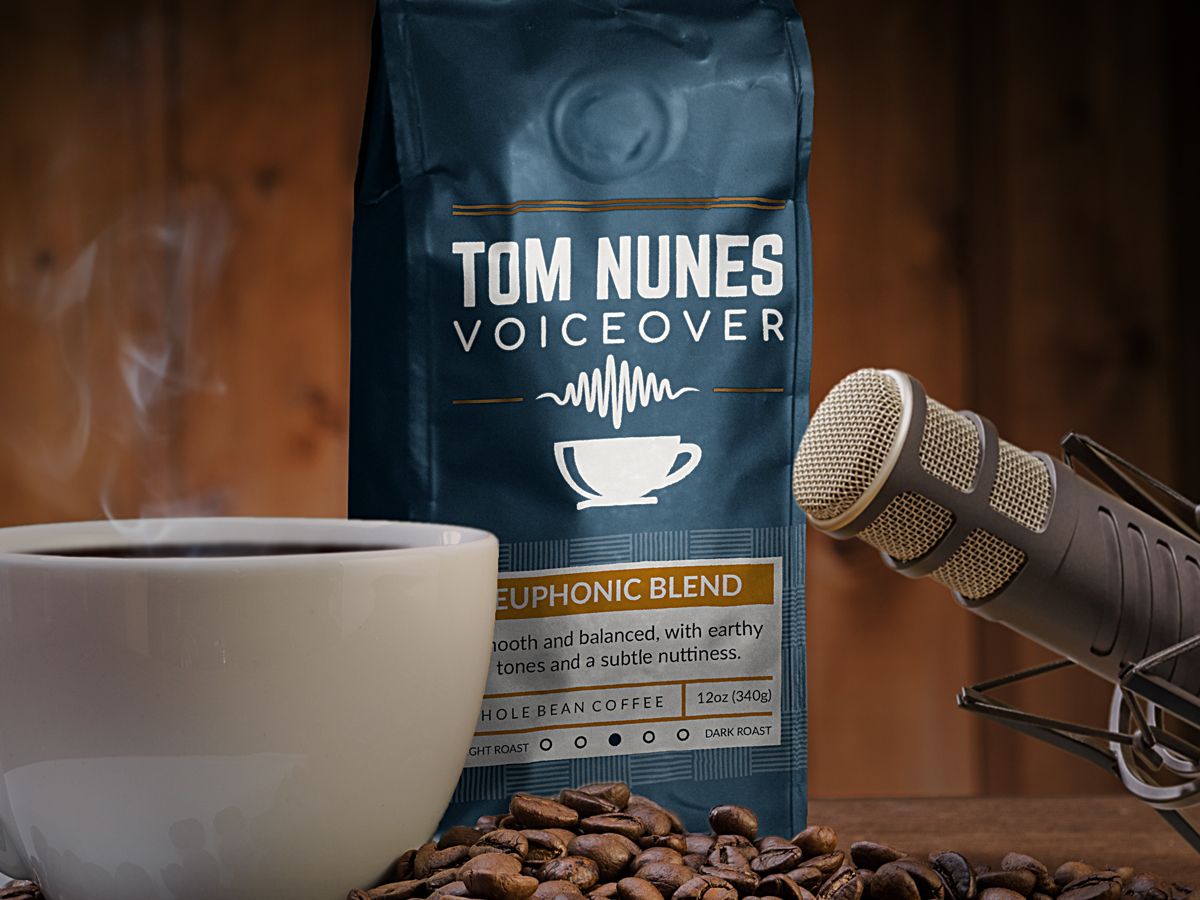 TOM NUNES
VOICEOVER
EUPHONIC BLEND
and balanced, with earthy
tones and a subtle nuttiness.
BEAN COFFEE
12oz (340g)
ROAST
DARK ROAST